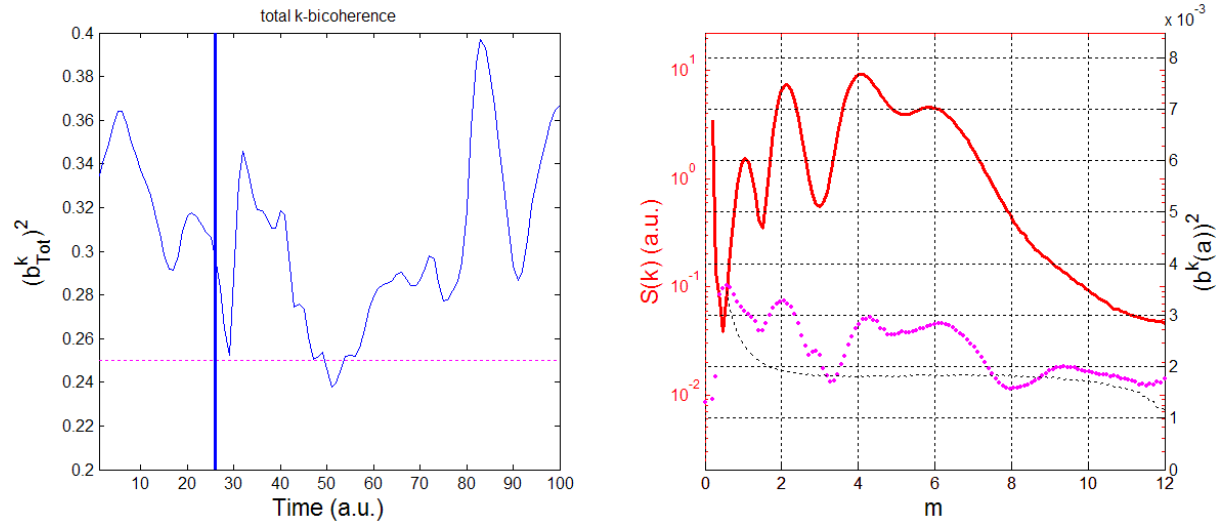 total k-bicoherence
(b^k_Tot)^2
0.4
0.38
0.36
0.34
0.32
0.3
0.28
0.26
0.24
0.22
0.2
10 20 30 40 50 60 70 80 90 100
Time (a.u.)
S(k) (a.u.)
10^1
10^0
10^-1
10^-2
0 2 4 6 8 10 12
m
x 10^-3
8
7
6
5
4
3
2
1
0
(b^k(a))^2